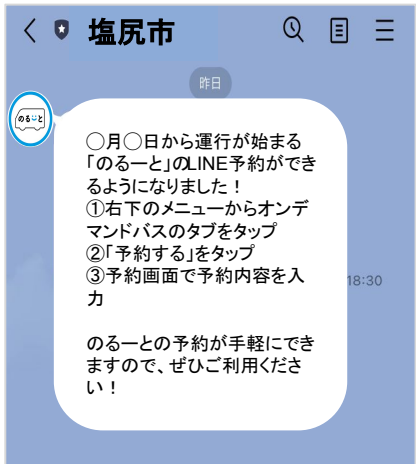 塩尻市
昨日
のるーと
◯月◯日から運行が始まる
「のるーと」のLINE予約ができ
るようになりました！
①右下のメニューからオンデ
マンドバスのタブをタップ
②「予約する」をタップ
③予約画面で予約内容を入
力
18:30
のるーとの予約が手軽にでき
ますので、ぜひご利用くださ
い！